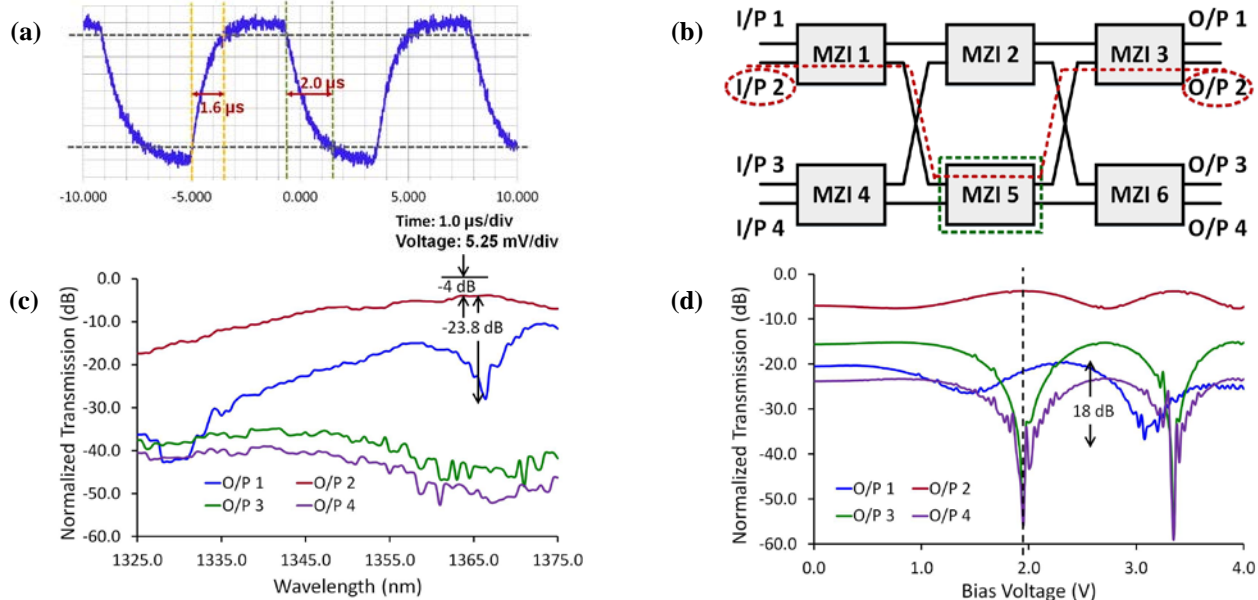 (a)
1.6 µs
2.0 µs
-10.000 -5.000 0.000 5.000 10.000
Time: 1.0 µs/div
Voltage: 5.25 mV/div
(b)
I/P 1
I/P 2
I/P 3
I/P 4
MZI 1
MZI 2
MZI 3
MZI 4
MZI 5
MZI 6
O/P 1
O/P 2
O/P 3
O/P 4
(c)
Normalized Transmission (dB)
0.0
-10.0
-20.0
-30.0
-40.0
-50.0
-60.0
-4 dB
-23.8 dB
O/P 1
O/P 2
O/P 3
O/P 4
1325.0 1335.0 1345.0 1355.0 1365.0 1375.0
Wavelength (nm)
(d)
Normalized Transmission (dB)
0.0
-10.0
-20.0
-30.0
-40.0
-50.0
-60.0
18 dB
O/P 1
O/P 2
O/P 3
O/P 4
0.0 1.0 2.0 3.0 4.0
Bias Voltage (V)